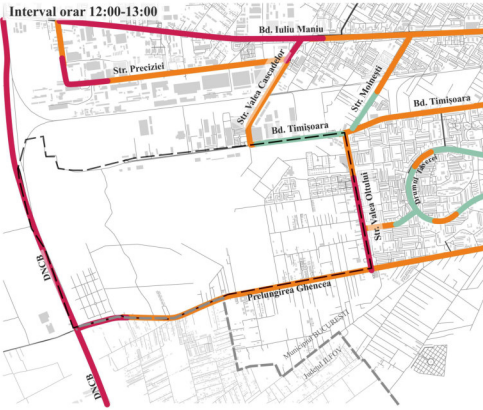 Interval orar 12:00-13:00
Bd. Iuliu Maniu
Str. Preciziei
Str. Valea Cascadelor
Str. Moinești
Bd. Timișoara
Bd. Timișoara
Drumul Taberei
Str. Valea Oltului
DNCB
Prelungirea Ghencea
Municipiul BUCUREȘTI
Județul ILFOV
DNCB